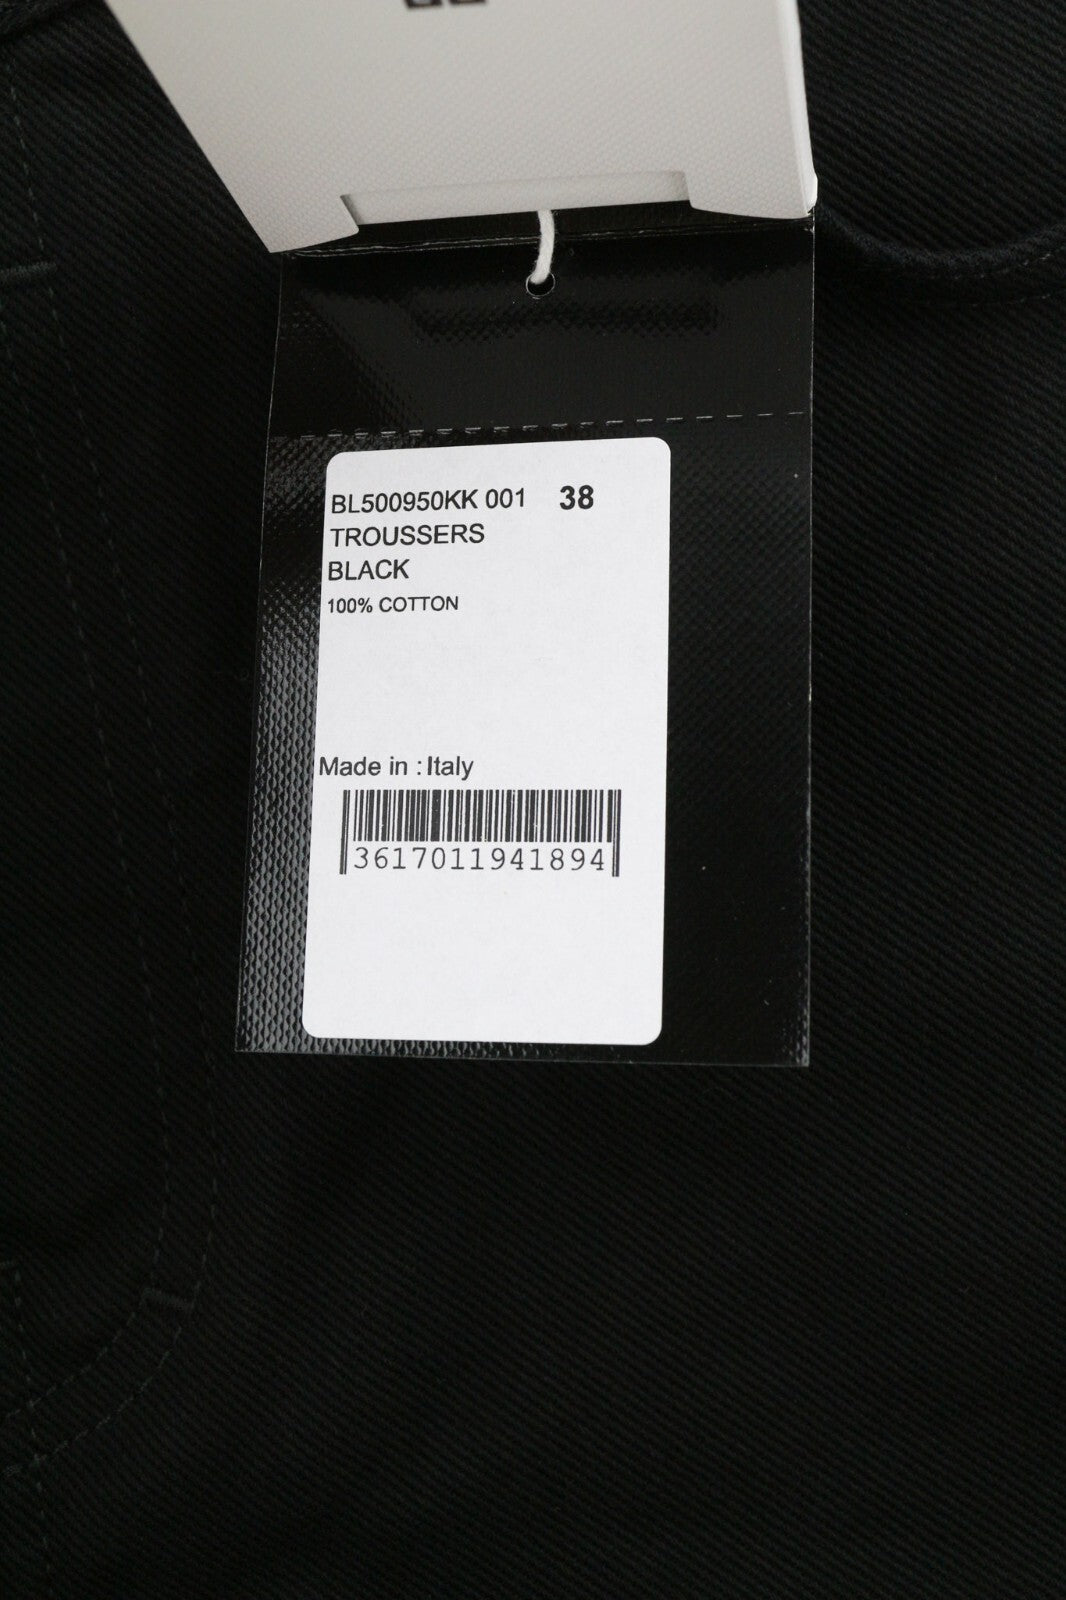 BL500950KK 001 38
TROUSSERS
BLACK
100% COTTON
Made in : Italy
3617011941894